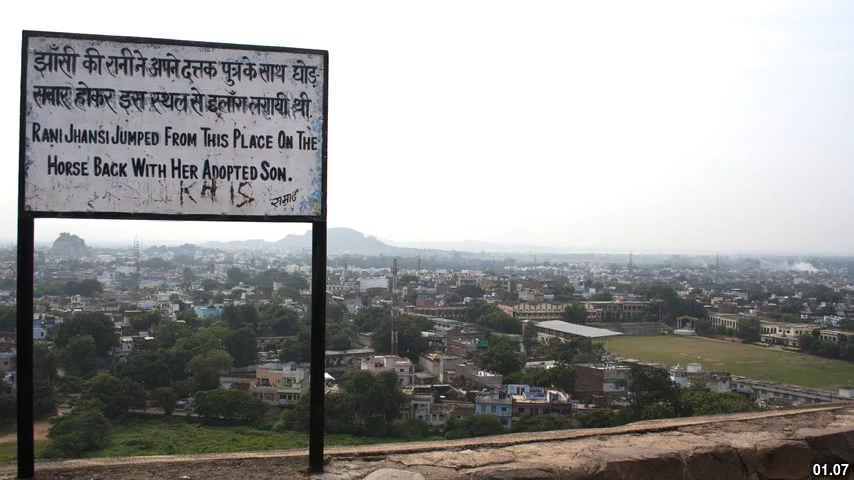 झाँसी की रानी ने अपने दत्तक पुत्र के साथ घोड़
सवार होकर इस स्थल से छलाँग लगायी थी
RANI JHANSI JUMPED FROM THIS PLACE ON THE
HORSE BACK WITH HER ADOPTED SON.
01.07